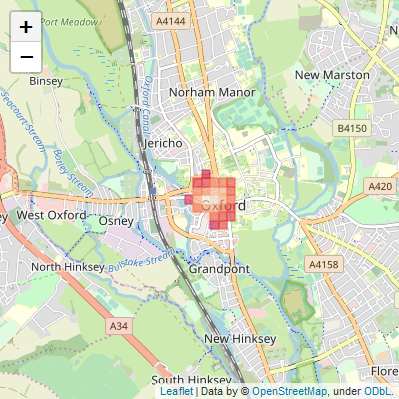 +
−
Port Meadow
A4144
Binsey
Norham Manor
New Marston
Oxford Canal
B4150
Jericho
Seacourt Stream
Botley Stream
A420
Oxford
West Oxford
Osney
Bulstake Stream
North Hinksey
Grandpont
A4158
A34
New Hinksey
South Hinksey
Flore
Leaflet | Data by © OpenStreetMap, under ODbL.